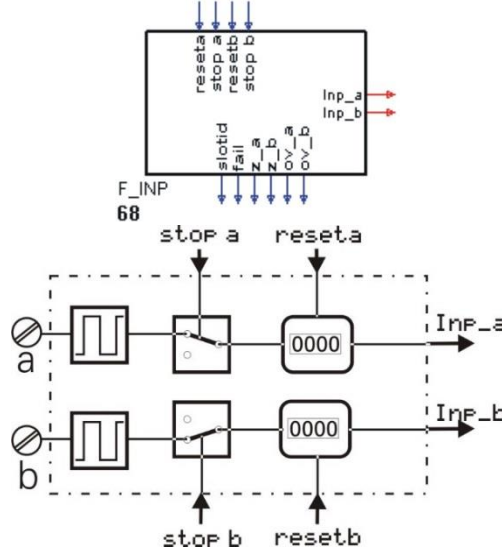 reseta
stop a
resetb
stop b
Inp_a
Inp_b
slotid
fail
z_a
z_b
ov_a
ov_b
F_INP
68
stop a reseta
a
0000
Inp_a
b
0000
Inp_b
stop b resetb